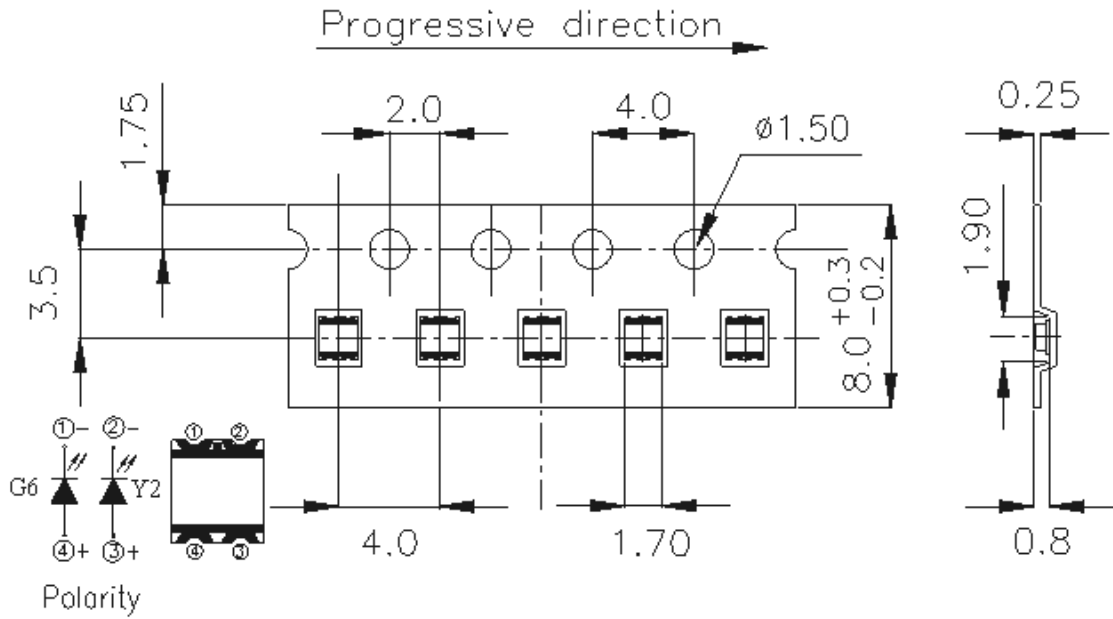 Progressive direction
1.75
2.0
4.0
ø1.50
0.25
3.5
1.90
8.0 +0.3 -0.2
①- ②-
G6 Y2
④+ ③+
① ②
④ ③
4.0
1.70
0.8
Polarity